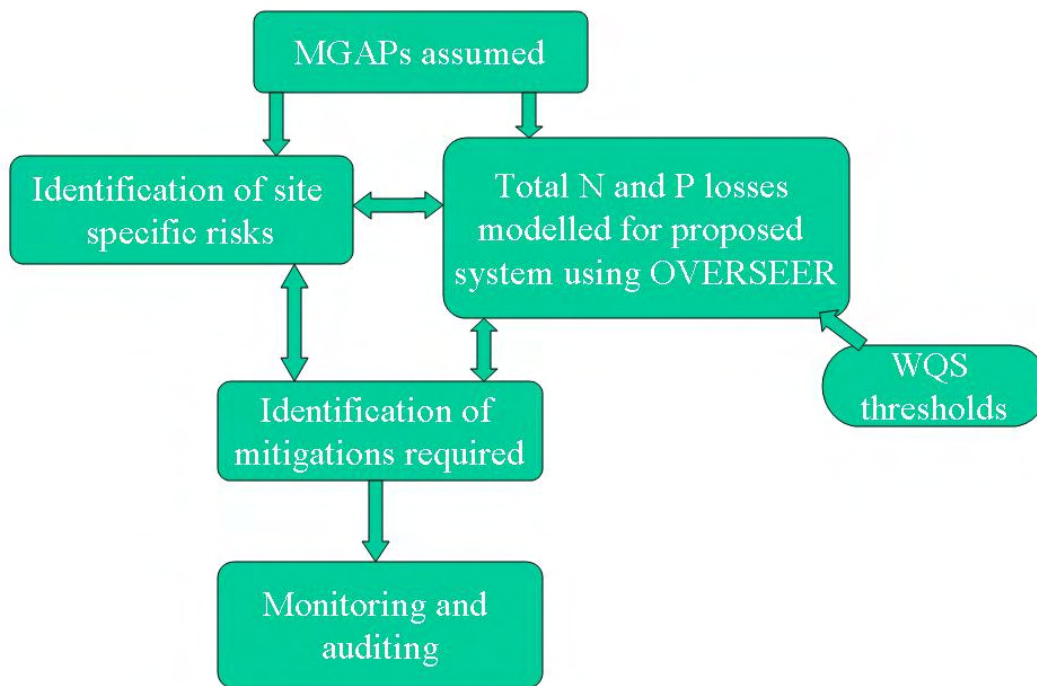 MGAPs assumed
Identification of site
specific risks
Total N and P losses
modelled for proposed
system using OVERSEER
WQS
thresholds
Identification of
mitigations required
Monitoring and
auditing